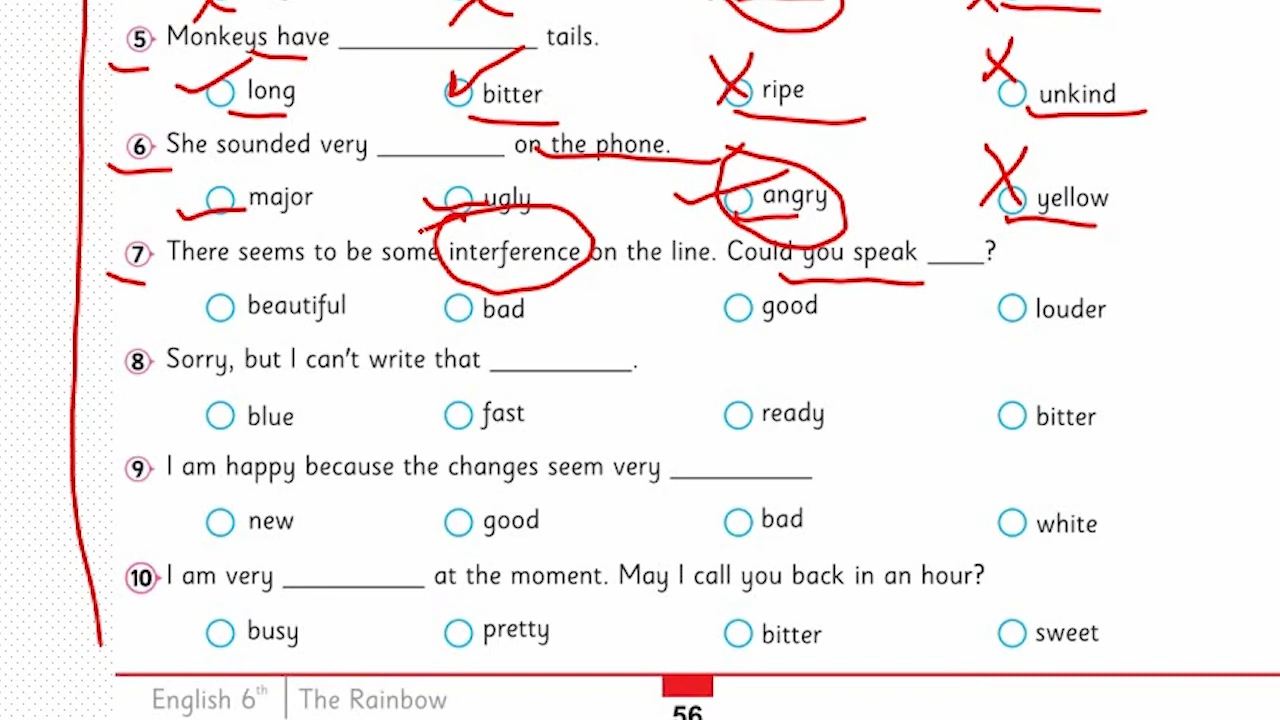 5 Monkeys have ____________________ tails.
long bitter ripe unkind
6 She sounded very _____________ on the phone.
major ugly angry yellow
7 There seems to be some interference on the line. Could you speak _____?
beautiful bad good louder
8 Sorry, but I can't write that ______________.
blue fast ready bitter
9 I am happy because the changes seem very ______________
new good bad white
10 I am very ______________ at the moment. May I call you back in an hour?
busy pretty bitter sweet
English 6th The Rainbow
56